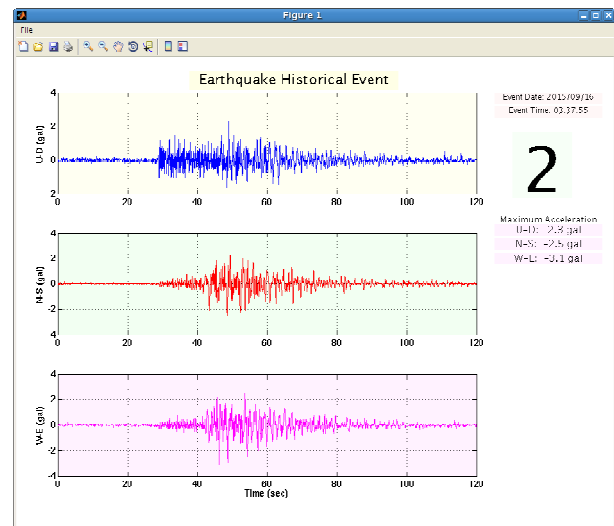 Figure 1
File
Earthquake Historical Event
Event Date: 2015/09/16
Event Time: 03.37.55
2
Maximum Acceleration
U-D: -2.3 gal
N-S: -2.5 gal
W-E: -3.1 gal
U-D (gal)
4
2
0
2
0 20 40 60 80 100 120
N-S (gal)
4
2
0
-2
-4
0 20 40 60 80 100 120
W-E (gal)
4
2
0
-2
-4
0 20 40 60 80 100 120
Time (sec)